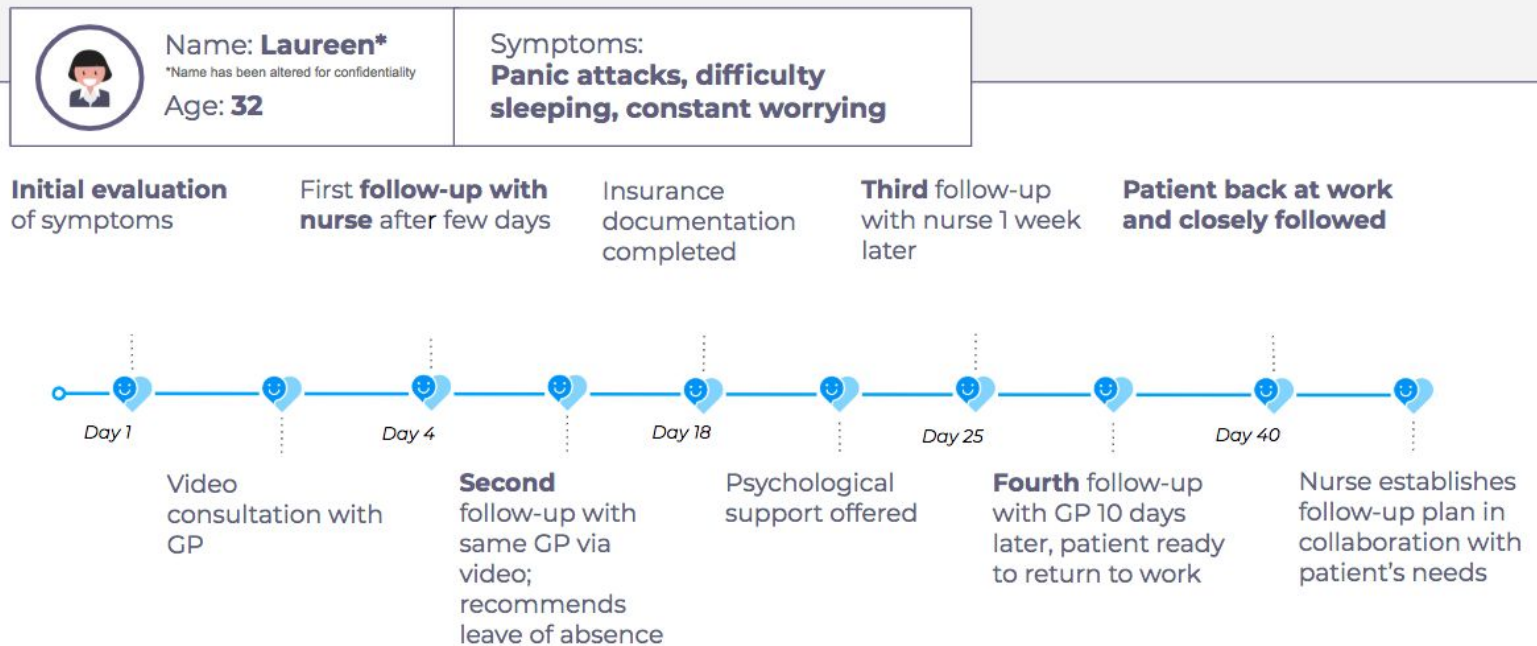 Name: Laureen*
*Name has been altered for confidentiality
Age: 32
Symptoms:
Panic attacks, difficulty
sleeping, constant worrying
Initial evaluation
of symptoms
First follow-up with
nurse after few days
Insurance
documentation
completed
Third follow-up
with nurse 1 week
later
Patient back at work
and closely followed
Day 1
Day 4
Day 18
Day 25
Day 40
Video
consultation with
GP
Second
follow-up with
same GP via
video;
recommends
leave of absence
Psychological
support offered
Fourth follow-up
with GP 10 days
later, patient ready
to return to work
Nurse establishes
follow-up plan in
collaboration with
patient’s needs